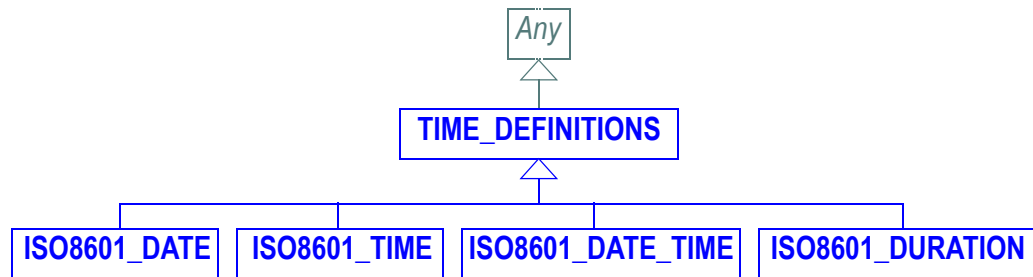 Any
TIME_DEFINITIONS
ISO8601_DATE
ISO8601_TIME
ISO8601_DATE_TIME
ISO8601_DURATION